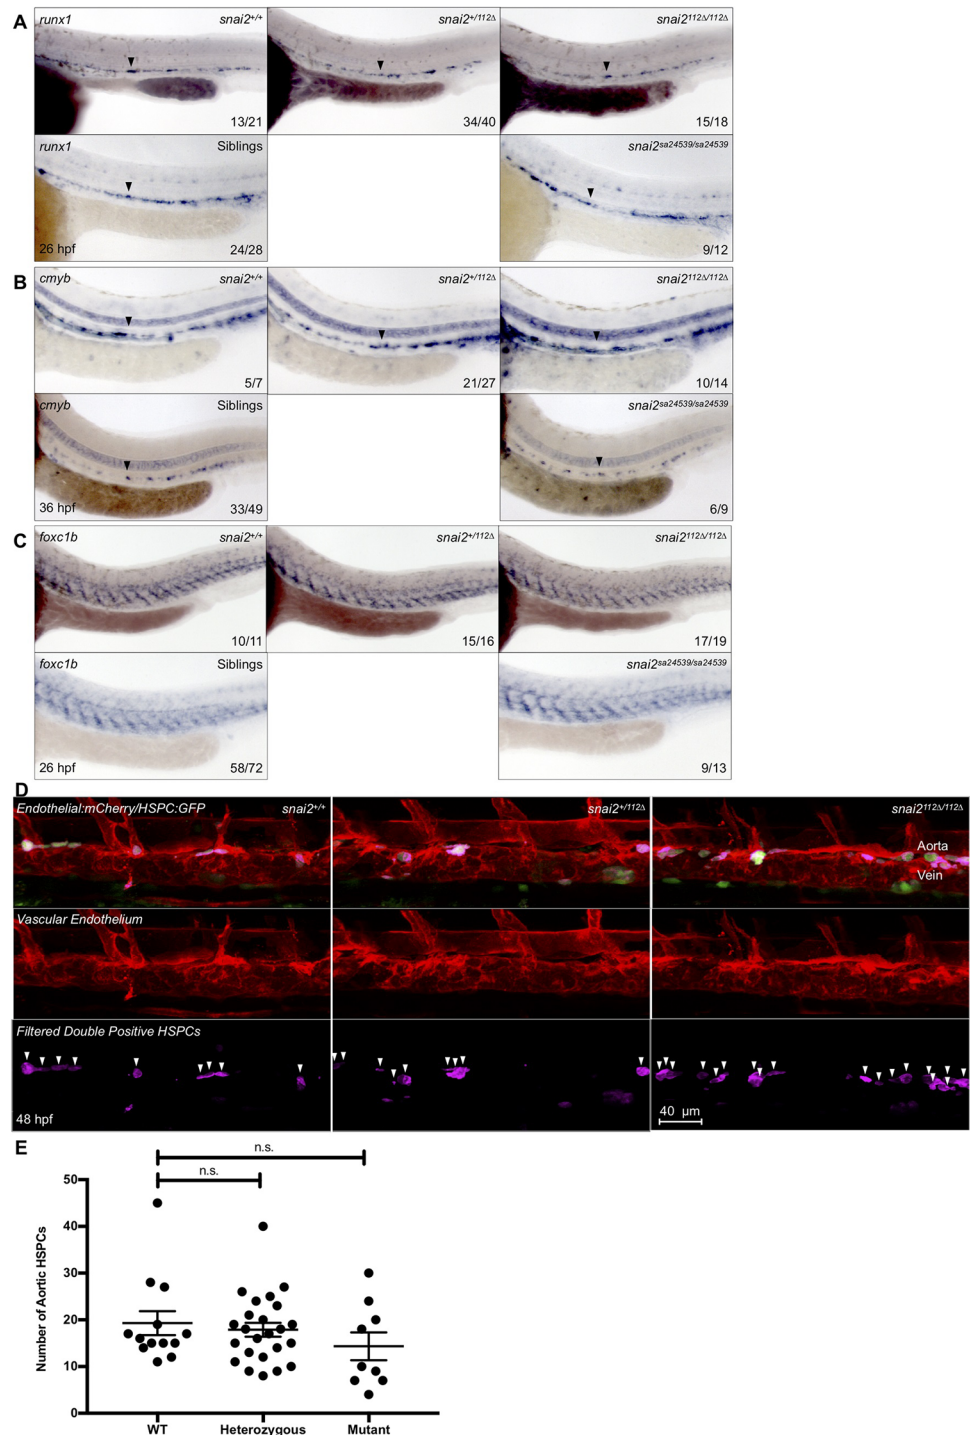 A
runx1 snai2+/+ snai2+/112Δ snai2112Δ/112Δ
13/21 34/40 15/18
runx1 Siblings snai2sa24539/sa24539
26 hpf 24/28 9/12
B
cmyb snai2+/+ snai2+/112Δ snai2112Δ/112Δ
5/7 21/27 10/14
cmyb Siblings snai2sa24539/sa24539
36 hpf 33/49 6/9
C
foxc1b snai2+/+ snai2+/112Δ snai2112Δ/112Δ
10/11 15/16 17/19
foxc1b Siblings snai2sa24539/sa24539
26 hpf 58/72 9/13
D
Endothelial:mCherry/HSPC:GFP snai2+/+ snai2+/112Δ snai2112Δ/112Δ
Aorta
Vein
Vascular Endothelium
Filtered Double Positive HSPCs
48 hpf 40 μm
E
n.s.
n.s.
Number of Aortic HSPCs
50
40
30
20
10
0
WT Heterozygous Mutant